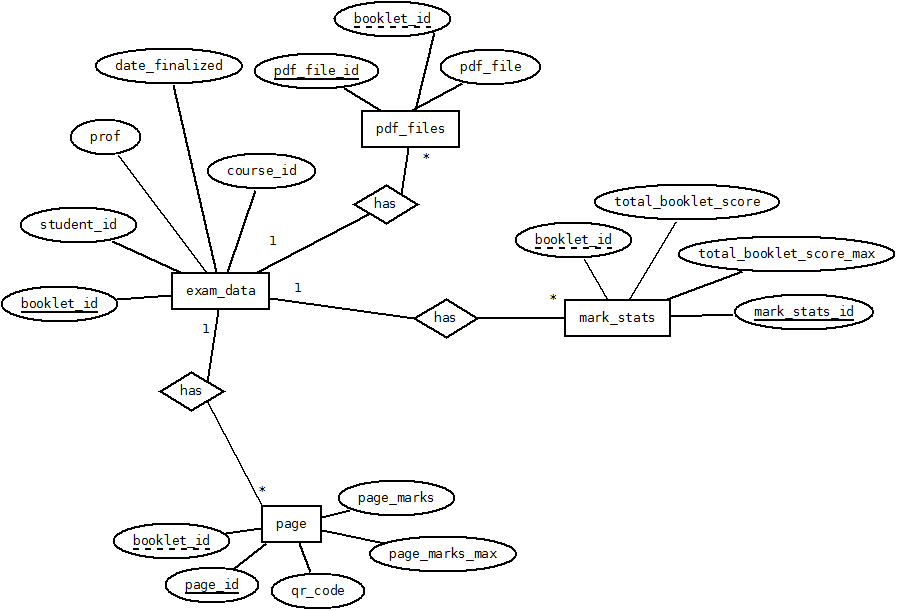 booklet_id
date_finalized
pdf_file_id
pdf_file
pdf_files
*
prof
course_id
has
student_id
1
total_booklet_score
booklet_id
total_booklet_score_max
booklet_id
exam_data
1
*
mark_stats
mark_stats_id
has
1
has
*
page_marks
page
booklet_id
page_marks_max
page_id
qr_code